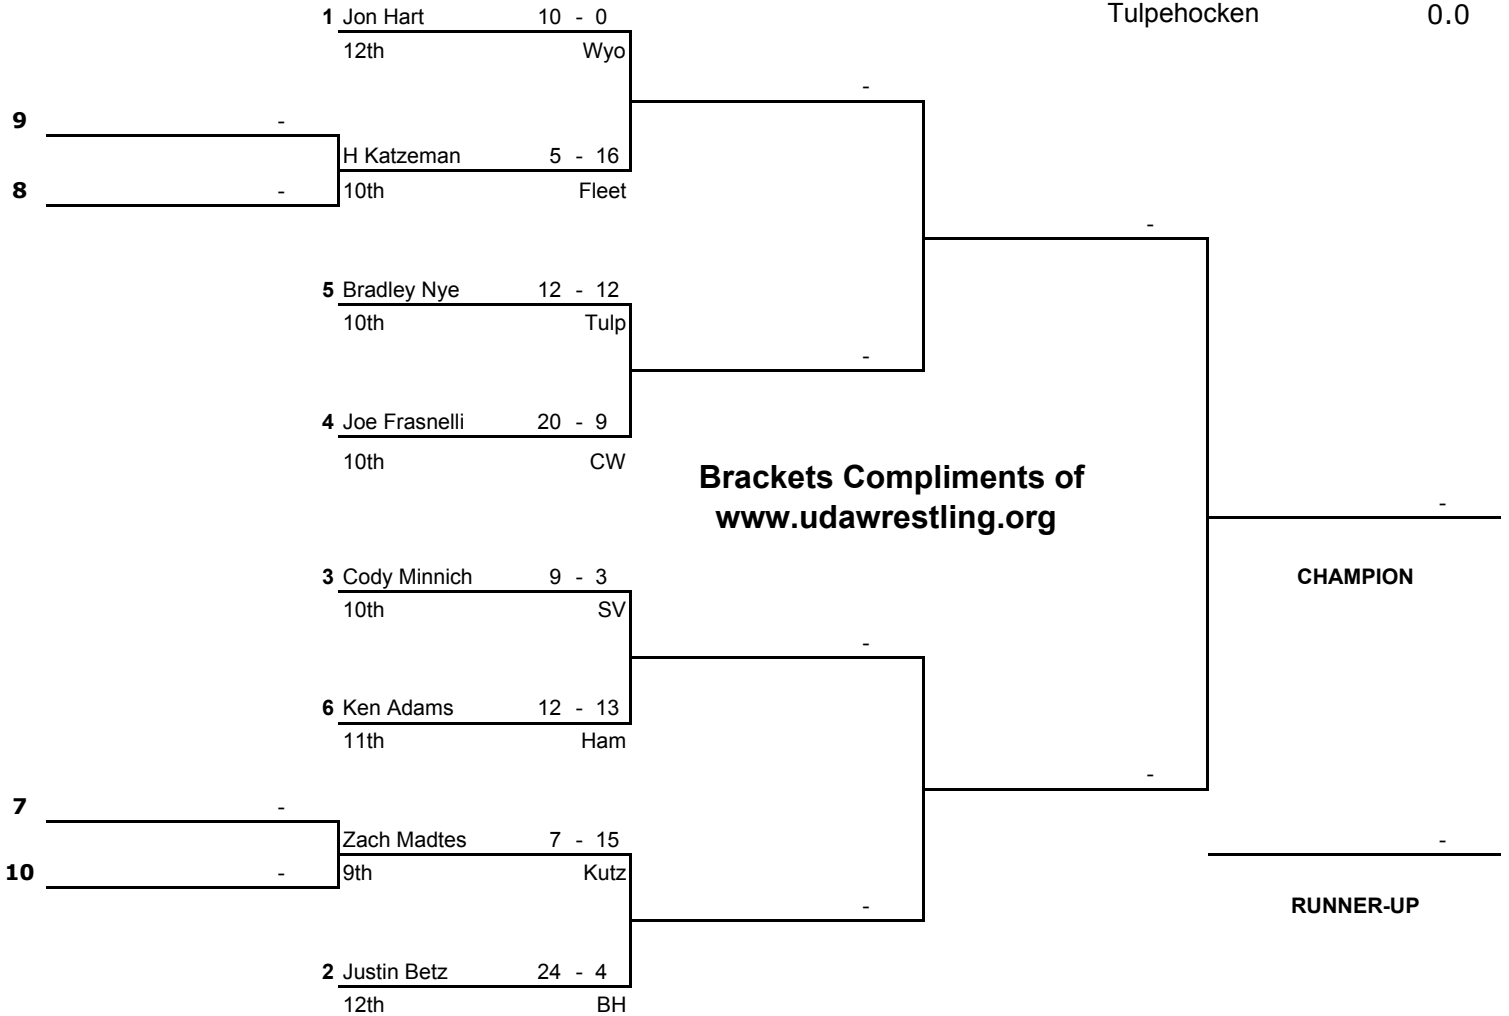 1 Jon Hart 10 - 0
Tulpehocken 0.0
12th Wyo
-
9 -
H Katzeman 5 - 16
8 - 10th Fleet
-
5 Bradley Nye 12 - 12
10th Tulp
-
4 Joe Frasnelli 20 - 9
10th CW
Brackets Compliments of
www.udawrestling.org
-
3 Cody Minnich 9 - 3
CHAMPION
10th SV
-
6 Ken Adams 12 - 13
11th Ham
-
7 -
Zach Madtes 7 - 15
-
10 - 9th Kutz
-
RUNNER-UP
2 Justin Betz 24 - 4
12th BH